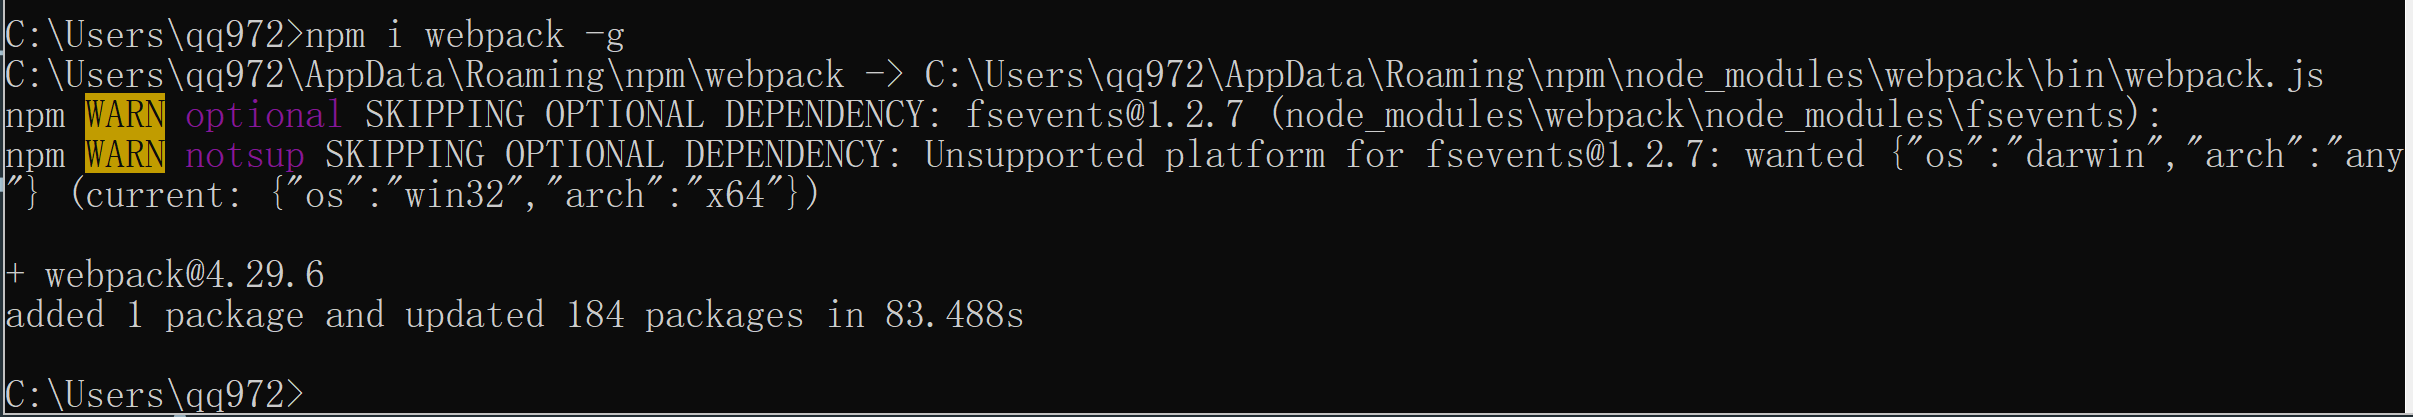 C:\Users\qq972>npm i webpack -g
C:\Users\qq972\AppData\Roaming\npm\webpack -> C:\Users\qq972\AppData\Roaming\npm\node_modules\webpack\bin\webpack.js
npm WARN optional SKIPPING OPTIONAL DEPENDENCY: fsevents@1.2.7 (node_modules\webpack\node_modules\fsevents):
npm WARN notsup SKIPPING OPTIONAL DEPENDENCY: Unsupported platform for fsevents@1.2.7: wanted {"os":"darwin","arch":"any
"} (current: {"os":"win32","arch":"x64"})
+ webpack@4.29.6
added 1 package and updated 184 packages in 83.488s
C:\Users\qq972>